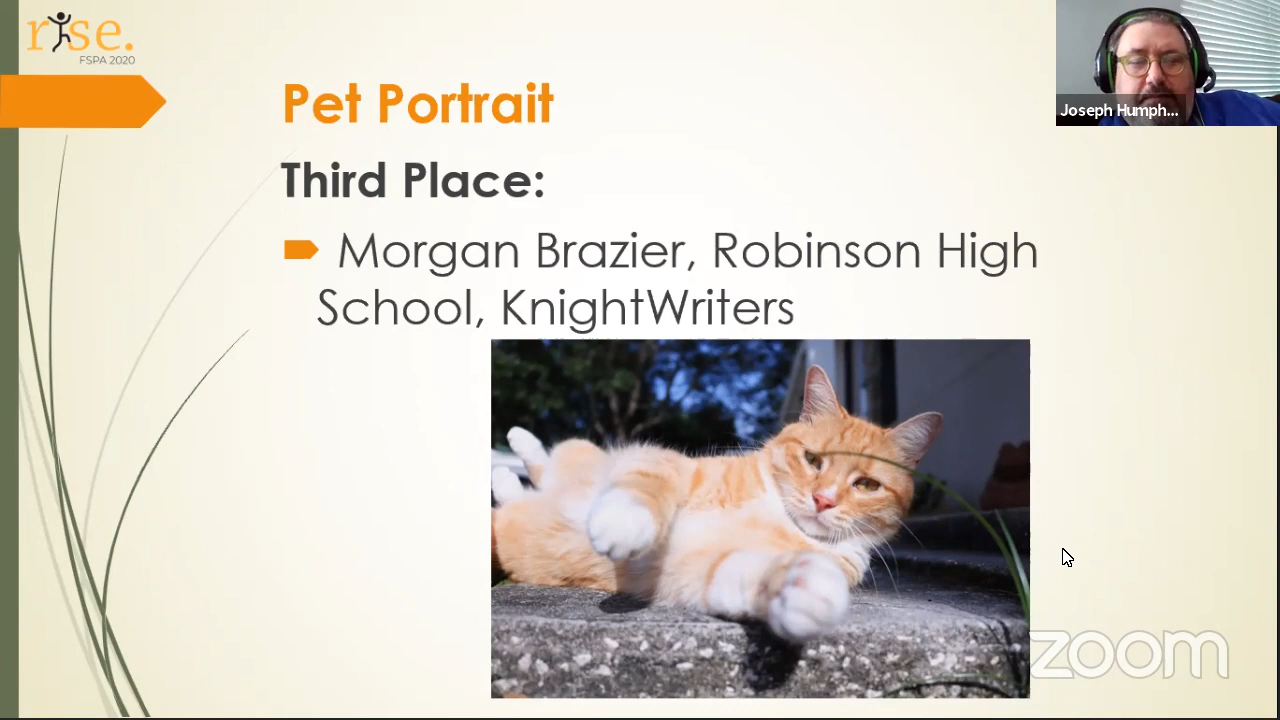 rise.
FSPA 2020
Joseph Humph...
Pet Portrait
Third Place:
Morgan Brazier, Robinson High
School, KnightWriters
zoom